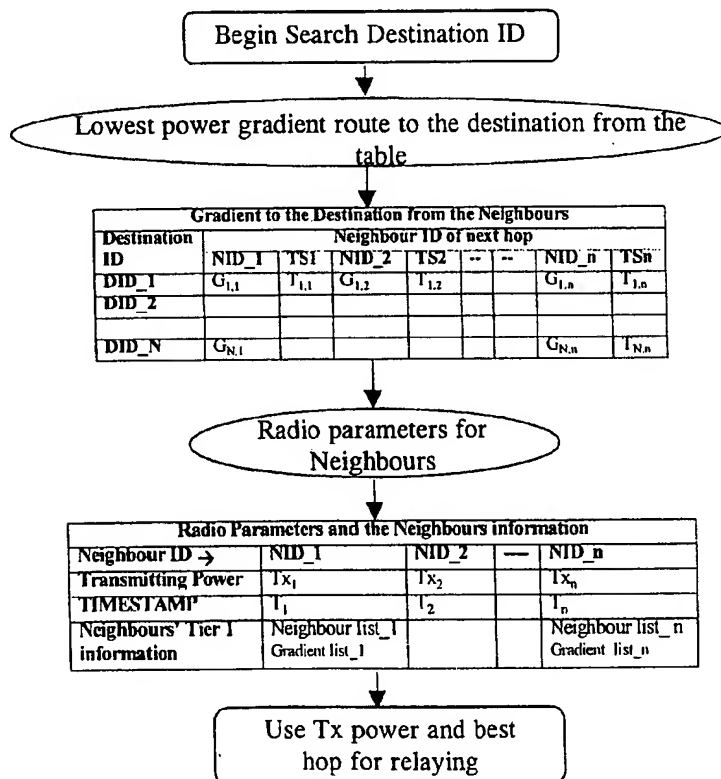 Begin Search Destination ID
Lowest power gradient route to the destination from the
table
Gradient to the Destination from the Neighbours
Destination ID Neighbour ID of next hop
NID_1 TS1 NID_2 TS2 -- -- NID_n TSn
DID_1 G1,1 T1,1 G1,2 T1,2 G1,n T1,n
DID_2
DID_N GN,1 GN,n TN,n
Radio parameters for
Neighbours
Radio Parameters and the Neighbours information
Neighbour ID → NID_1 NID_2 — NID_n
Transmitting Power Tx1 Tx2 Txn
TIMESTAMP T1 T2 Tn
Neighbours' Tier 1 Neighbour list_1 Neighbour list_n
information Gradient list_1 Gradient list_n
Use Tx power and best
hop for relaying